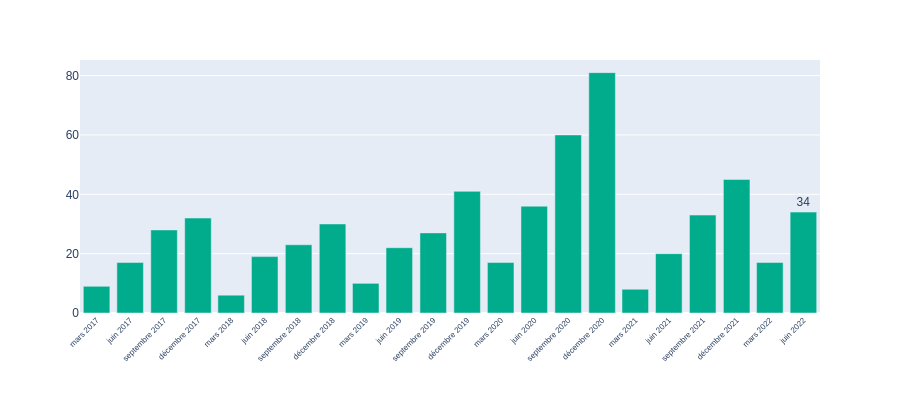 80
60
40
20
0
34
mars 2017
juin 2017
septembre 2017
décembre 2017
mars 2018
juin 2018
septembre 2018
décembre 2018
mars 2019
juin 2019
septembre 2019
décembre 2019
mars 2020
juin 2020
septembre 2020
décembre 2020
mars 2021
juin 2021
septembre 2021
décembre 2021
mars 2022
juin 2022